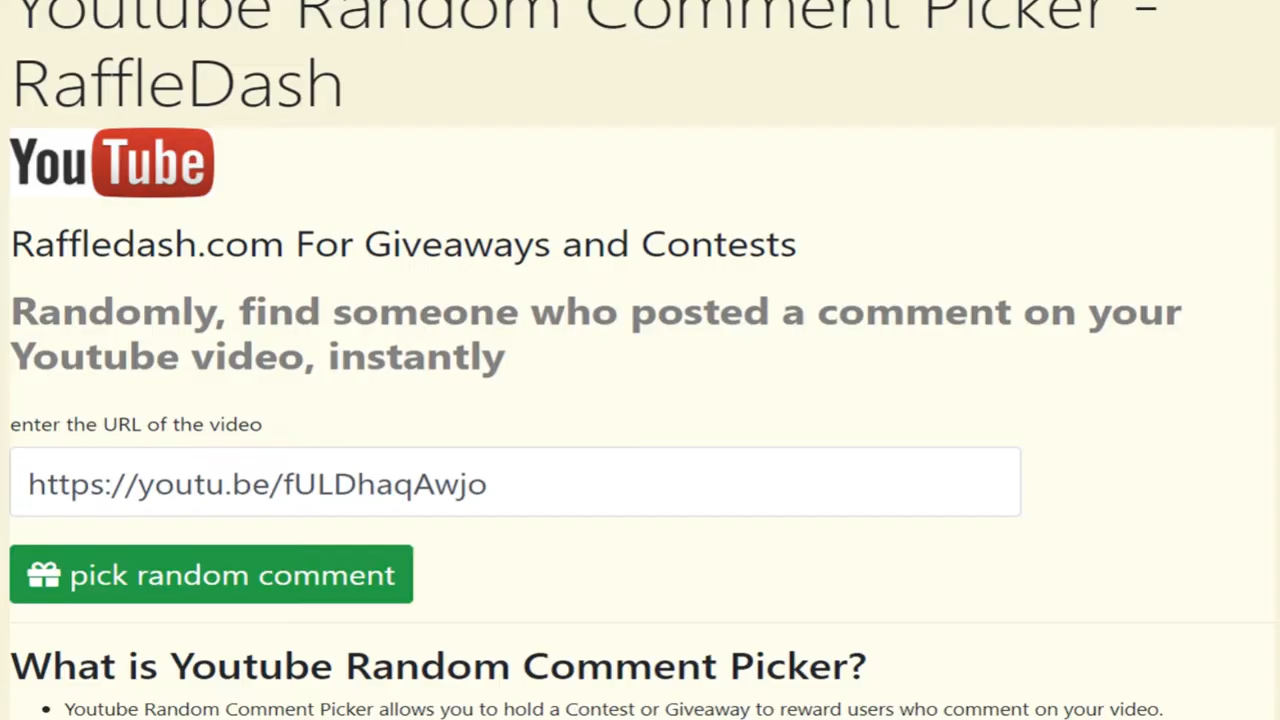 Youtube Random Comment Picker -
RaffleDash
YouTube
Raffledash.com For Giveaways and Contests
Randomly, find someone who posted a comment on your
Youtube video, instantly
enter the URL of the video
https://youtu.be/fULDhaqAwjo
pick random comment
What is Youtube Random Comment Picker?
• Youtube Random Comment Picker allows you to hold a Contest or Giveaway to reward users who comment on your video.